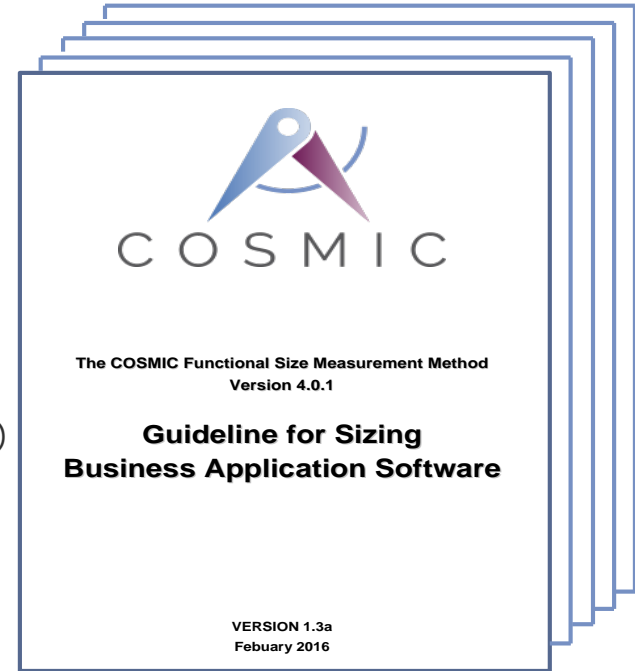 COSMIC
The COSMIC Functional Size Measurement Method
Version 4.0.1
)
Guideline for Sizing
Business Application Software
VERSION 1.3a
Febuary 2016